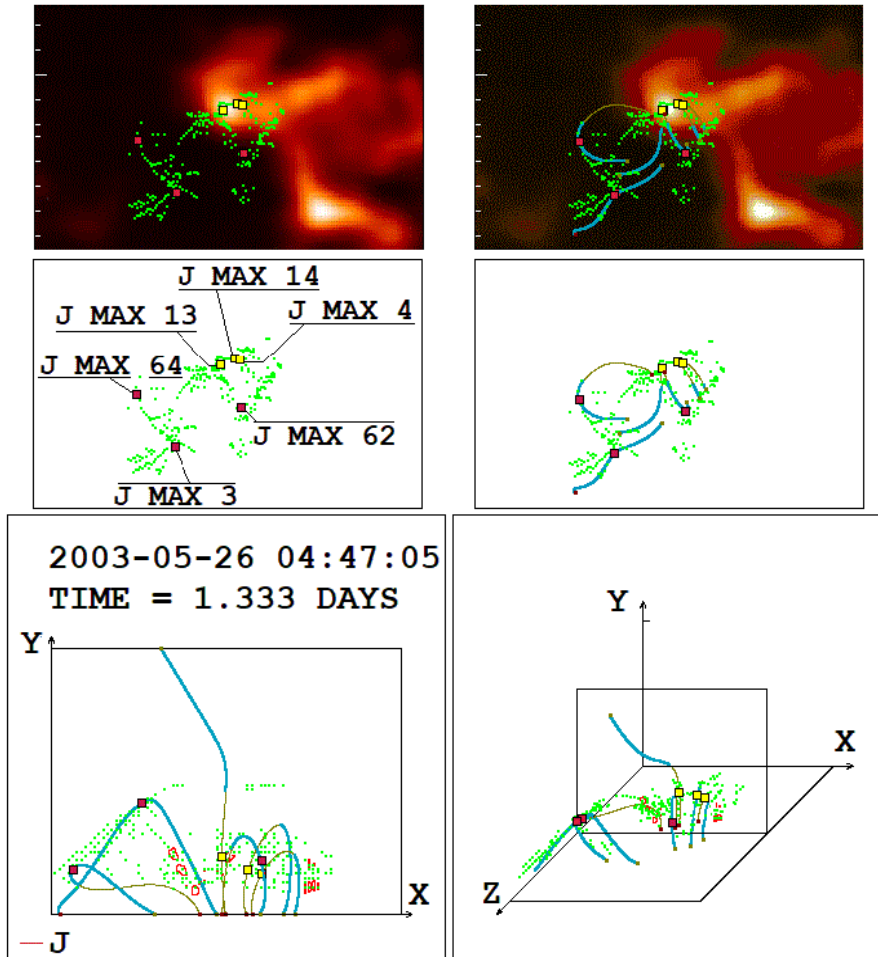 J MAX 14
J MAX 13
J MAX 4
J MAX 64
J MAX 62
J MAX 3
2003-05-26 04:47:05
TIME = 1.333 DAYS
Y
X
J
Y
X
Z